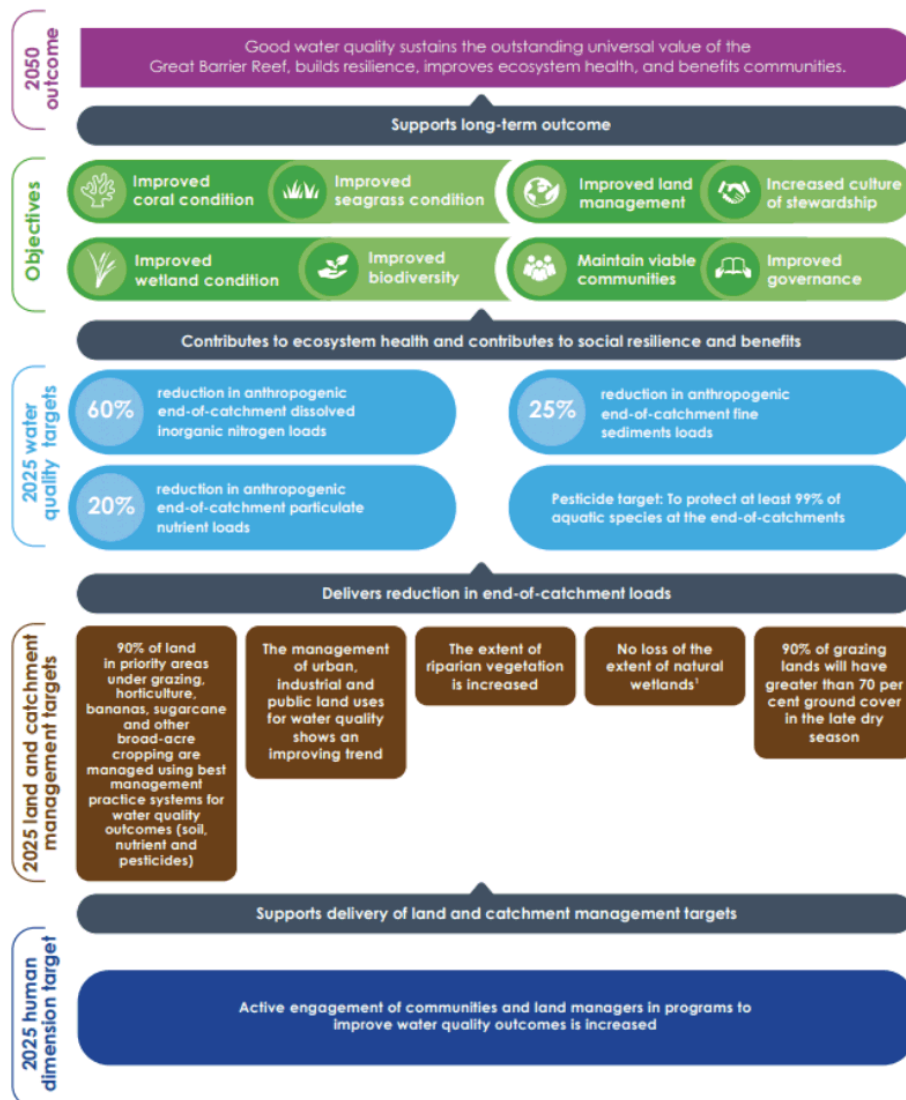 2050
outcome
Good water quality sustains the outstanding universal value of the
Great Barrier Reef, builds resilience, improves ecosystem health, and benefits communities.
Supports long-term outcome
Objectives
Improved
coral condition
Improved
seagrass condition
Improved land
management
Increased culture
of stewardship
Improved
wetland condition
Improved
biodiversity
Maintain viable
communities
Improved
governance
Contributes to ecosystem health and contributes to social resilience and benefits
2025 water
quality targets
60%
reduction in anthropogenic
end-of-catchment dissolved
inorganic nitrogen loads
25%
reduction in anthropogenic
end-of-catchment fine
sediments loads
20%
reduction in anthropogenic
end-of-catchment particulate
nutrient loads
Pesticide target: To protect at least 99% of
aquatic species at the end-of-catchments
Delivers reduction in end-of-catchment loads
2025 land and catchment
management targets
90% of land
in priority areas
under grazing,
horticulture,
bananas, sugarcane
and other
broad-acre
cropping are
managed using best
management
practice systems for
water quality
outcomes (soil,
nutrient and
pesticides)
The management
of urban,
industrial and
public land uses
for water quality
shows an
improving trend
The extent of
riparian vegetation
is increased
No loss of the
extent of natural
wetlands¹
90% of grazing
lands will have
greater than 70 per
cent ground cover
in the late dry
season
Supports delivery of land and catchment management targets
2025 human
dimension target
Active engagement of communities and land managers in programs to
improve water quality outcomes is increased